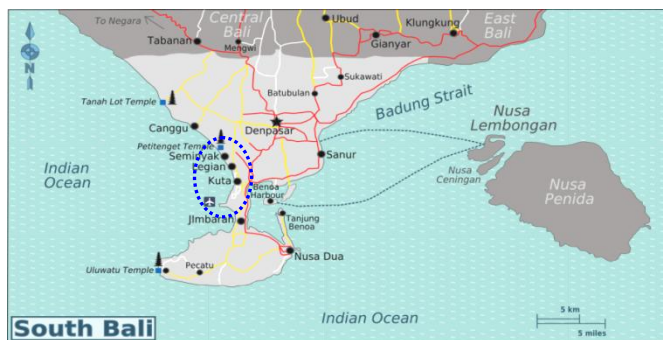 Central
Bali
Ubud
Klungkung
East
Bali
To Negara
Tabanan
Mengwi
Gianyar
Sukawati
Batubulan
Tanah Lot Temple
Badung Strait
Nusa
Lembongan
Canggu
Denpasar
Petitenget Temple
Seminyak
Sanur
Legian
Indian
Ocean
Nusa
Ceningan
Kuta
Benoa
Harbour
Nusa
Penida
JImbaran
Tanjung
Benoa
Nusa Dua
Uluwatu Temple
Pecatu
5 km
5 miles
Indian Ocean
South Bali
N